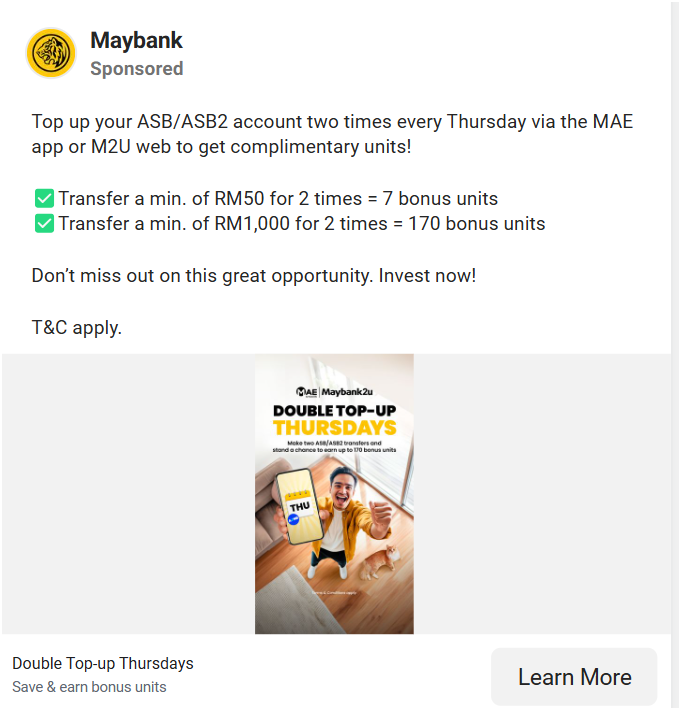 Maybank
Sponsored
Top up your ASB/ASB2 account two times every Thursday via the MAE
app or M2U web to get complimentary units!
✅ Transfer a min. of RM50 for 2 times = 7 bonus units
✅ Transfer a min. of RM1,000 for 2 times = 170 bonus units
Don’t miss out on this great opportunity. Invest now!
T&C apply.
MAE | Maybank2u
DOUBLE TOP-UP
THURSDAYS
Make two ASB/ASB2 transfers and
stand a chance to earn up to 170 bonus units
THU
Terms & Conditions apply
Double Top-up Thursdays
Save & earn bonus units
Learn More